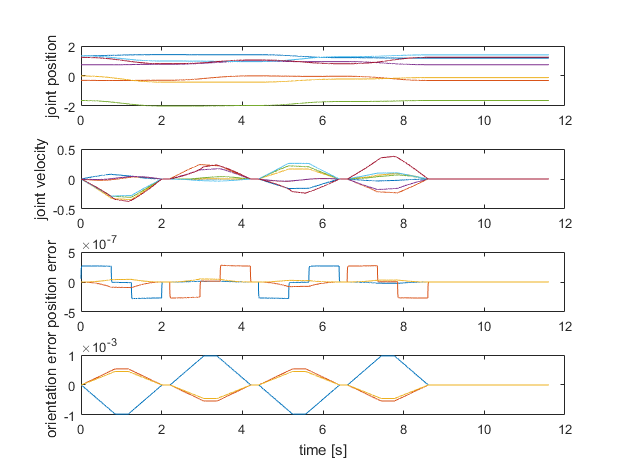 joint position
2
0
-2
0 2 4 6 8 10 12
joint velocity
0.5
0
-0.5
0 2 4 6 8 10 12
position error
×10^-7
5
0
-5
0 2 4 6 8 10 12
orientation error
×10^-3
1
0
-1
0 2 4 6 8 10 12
time [s]